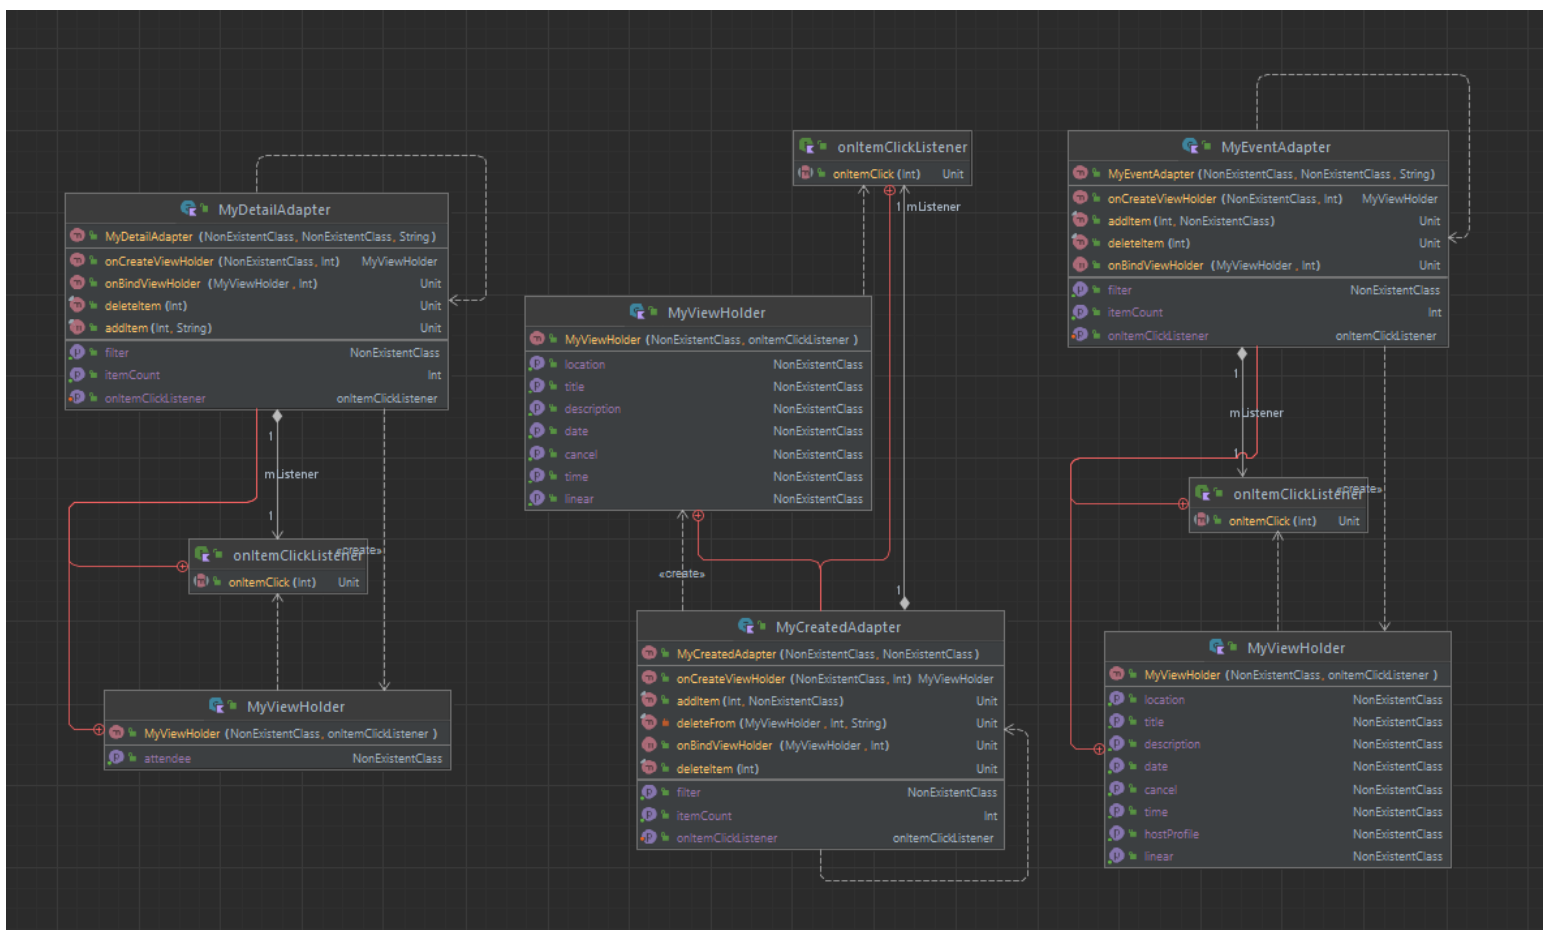 MyDetailAdapter
MyDetailAdapter (NonExistentClass, NonExistentClass, String)
onCreateViewHolder (NonExistentClass, Int) MyViewHolder
onBindViewHolder (MyViewHolder, Int) Unit
deleteItem (Int) Unit
addItem (Int, String) Unit
filter NonExistentClass
itemCount Int
onItemClickListener onItemClickListener
1
mListener
1
onItemClickListener
«create»
onItemClick (Int) Unit
MyViewHolder
MyViewHolder (NonExistentClass, onItemClickListener )
attendee NonExistentClass
onItemClickListener
onItemClick (Int) Unit
1 mListener
MyViewHolder
MyViewHolder (NonExistentClass, onItemClickListener )
location NonExistentClass
title NonExistentClass
description NonExistentClass
date NonExistentClass
cancel NonExistentClass
time NonExistentClass
linear NonExistentClass
«create»
1
MyCreatedAdapter
MyCreatedAdapter (NonExistentClass, NonExistentClass )
onCreateViewHolder (NonExistentClass, Int) MyViewHolder
addItem (Int, NonExistentClass) Unit
deleteFrom (MyViewHolder, Int, String) Unit
onBindViewHolder (MyViewHolder, Int) Unit
deleteItem (Int) Unit
filter NonExistentClass
itemCount Int
onItemClickListener onItemClickListener
MyEventAdapter
MyEventAdapter (NonExistentClass, NonExistentClass, String)
onCreateViewHolder (NonExistentClass, Int) MyViewHolder
addItem (Int, NonExistentClass) Unit
deleteItem (Int) Unit
onBindViewHolder (MyViewHolder, Int) Unit
filter NonExistentClass
itemCount Int
onItemClickListener onItemClickListener
1
mListener
1
onItemClickListener
«create»
onItemClick (Int) Unit
MyViewHolder
MyViewHolder (NonExistentClass, onItemClickListener )
location NonExistentClass
title NonExistentClass
description NonExistentClass
date NonExistentClass
cancel NonExistentClass
time NonExistentClass
hostProfile NonExistentClass
linear NonExistentClass